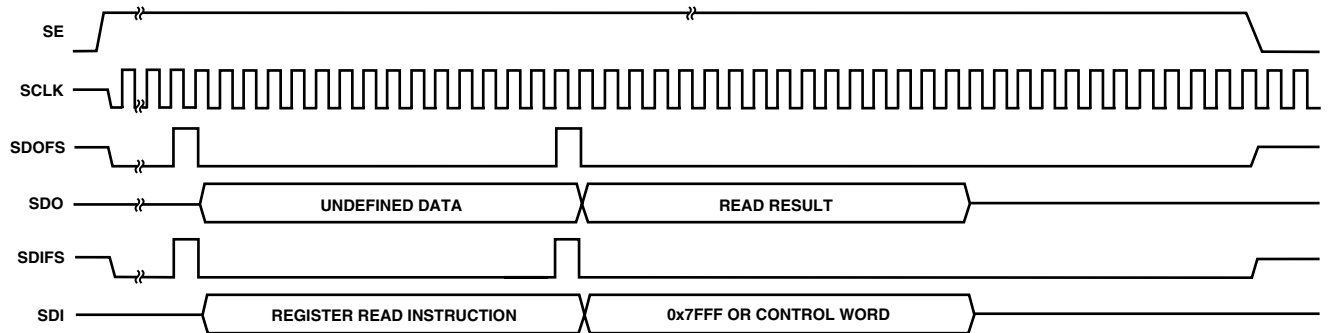 SE
SCLK
SDOFS
SDO
UNDEFINED DATA
READ RESULT
SDIFS
SDI
REGISTER READ INSTRUCTION
0x7FFF OR CONTROL WORD